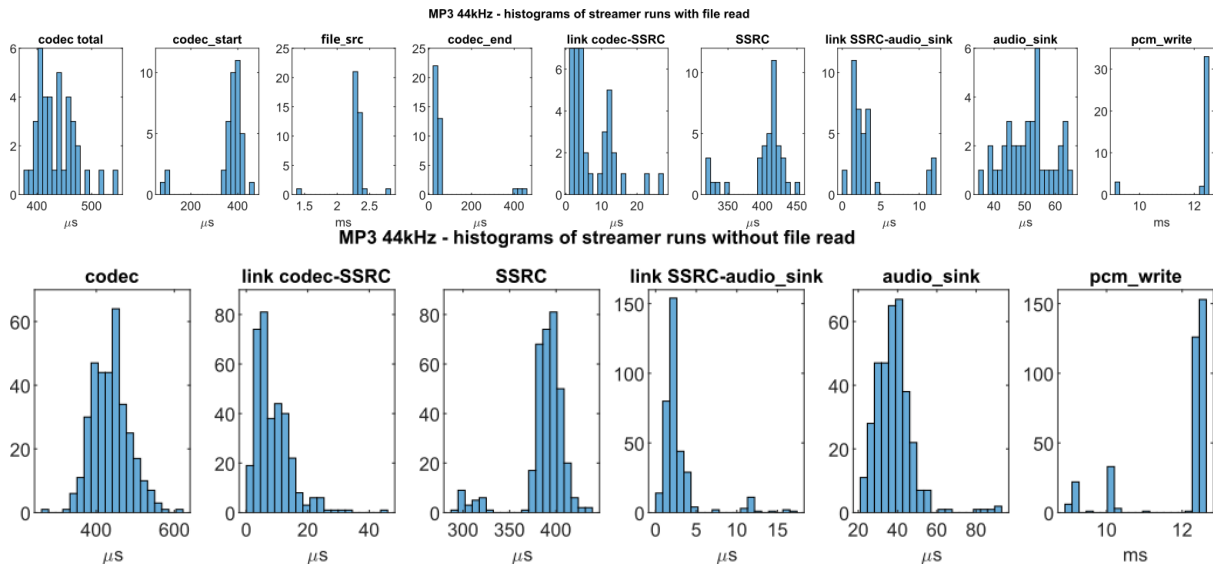 MP3 44kHz - histograms of streamer runs with file read
codec total codec_start file_src codec_end link codec-SSRC SSRC link SSRC-audio_sink audio_sink pcm_write
6 4 2 0
400 500
μs
10 5 0
200 400
μs
25 20 15 10 5 0
1.5 2 2.5
ms
25 20 15 10 5 0
0 200 400
μs
6 4 2 0
0 10 20
μs
10 5 0
350 400 450
μs
10 5 0
0 5 10
μs
6 4 2 0
40 50 60
μs
30 20 10 0
10 12
ms
MP3 44kHz - histograms of streamer runs without file read
codec link codec-SSRC SSRC link SSRC-audio_sink audio_sink pcm_write
60 40 20 0
400 600
μs
80 60 40 20 0
0 20 40
μs
80 60 40 20 0
300 350 400
μs
150 100 50 0
0 5 10 15
μs
60 40 20 0
20 40 60 80
μs
150 100 50 0
10 12
ms